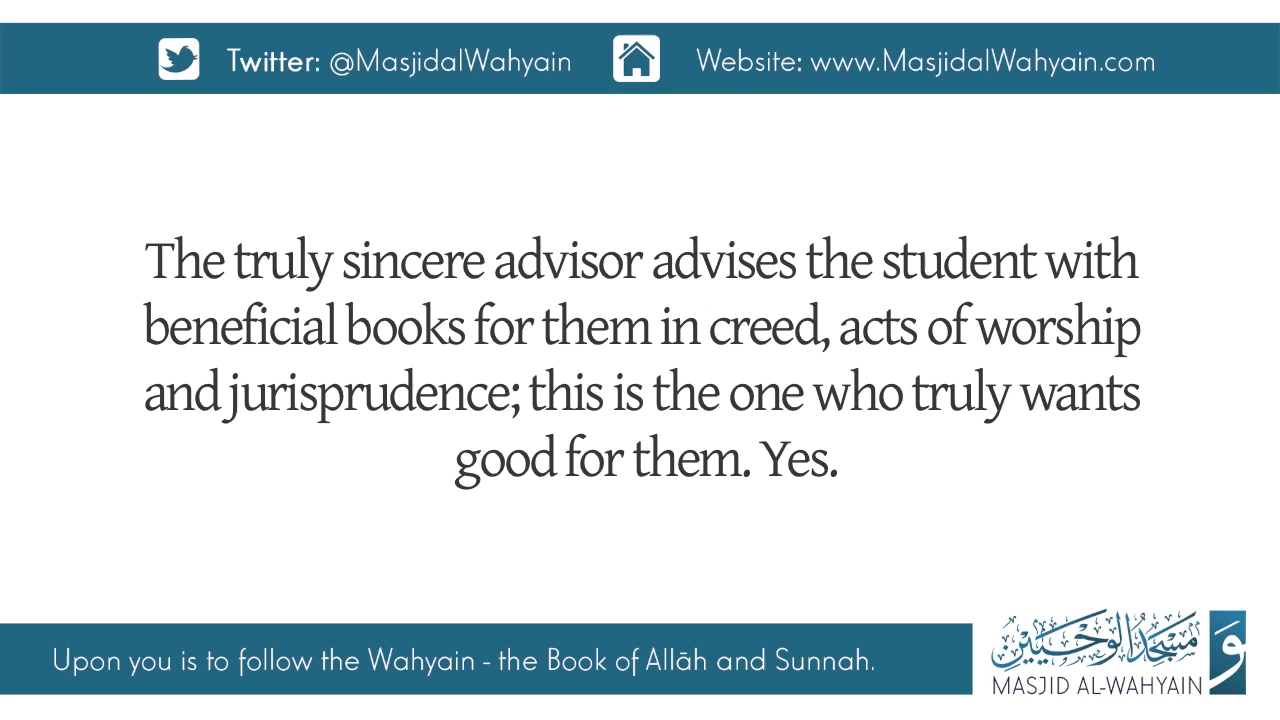 Twitter: @MasjidalWahyain Website: www.MasjidalWahyain.com
The truly sincere advisor advises the student with
beneficial books for them in creed, acts of worship
and jurisprudence; this is the one who truly wants
good for them. Yes.
Upon you is to follow the Wahyain - the Book of Allāh and Sunnah.
مَسْجِدُ الْوَحْيَيْنِ
و
MASJID AL-WAHYAIN